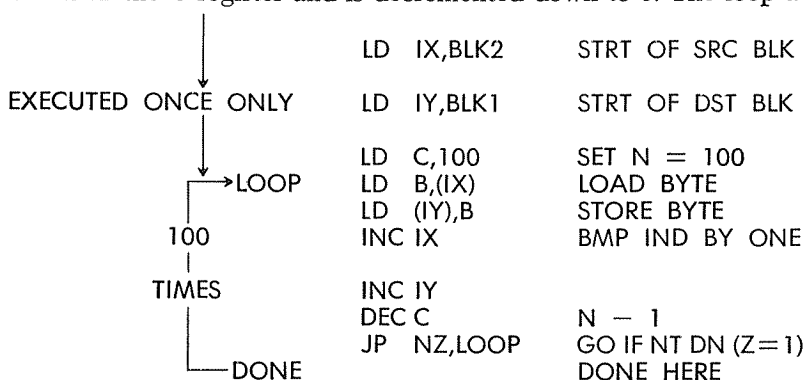 LD IX,BLK2 STRT OF SRC BLK
EXECUTED ONCE ONLY LD IY,BLK1 STRT OF DST BLK
LD C,100 SET N = 100
LOOP LD B,(IX) LOAD BYTE
LD (IY),B STORE BYTE
100 INC IX BMP IND BY ONE
TIMES INC IY
DEC C N – 1
JP NZ,LOOP GO IF NT DN (Z=1)
DONE DONE HERE